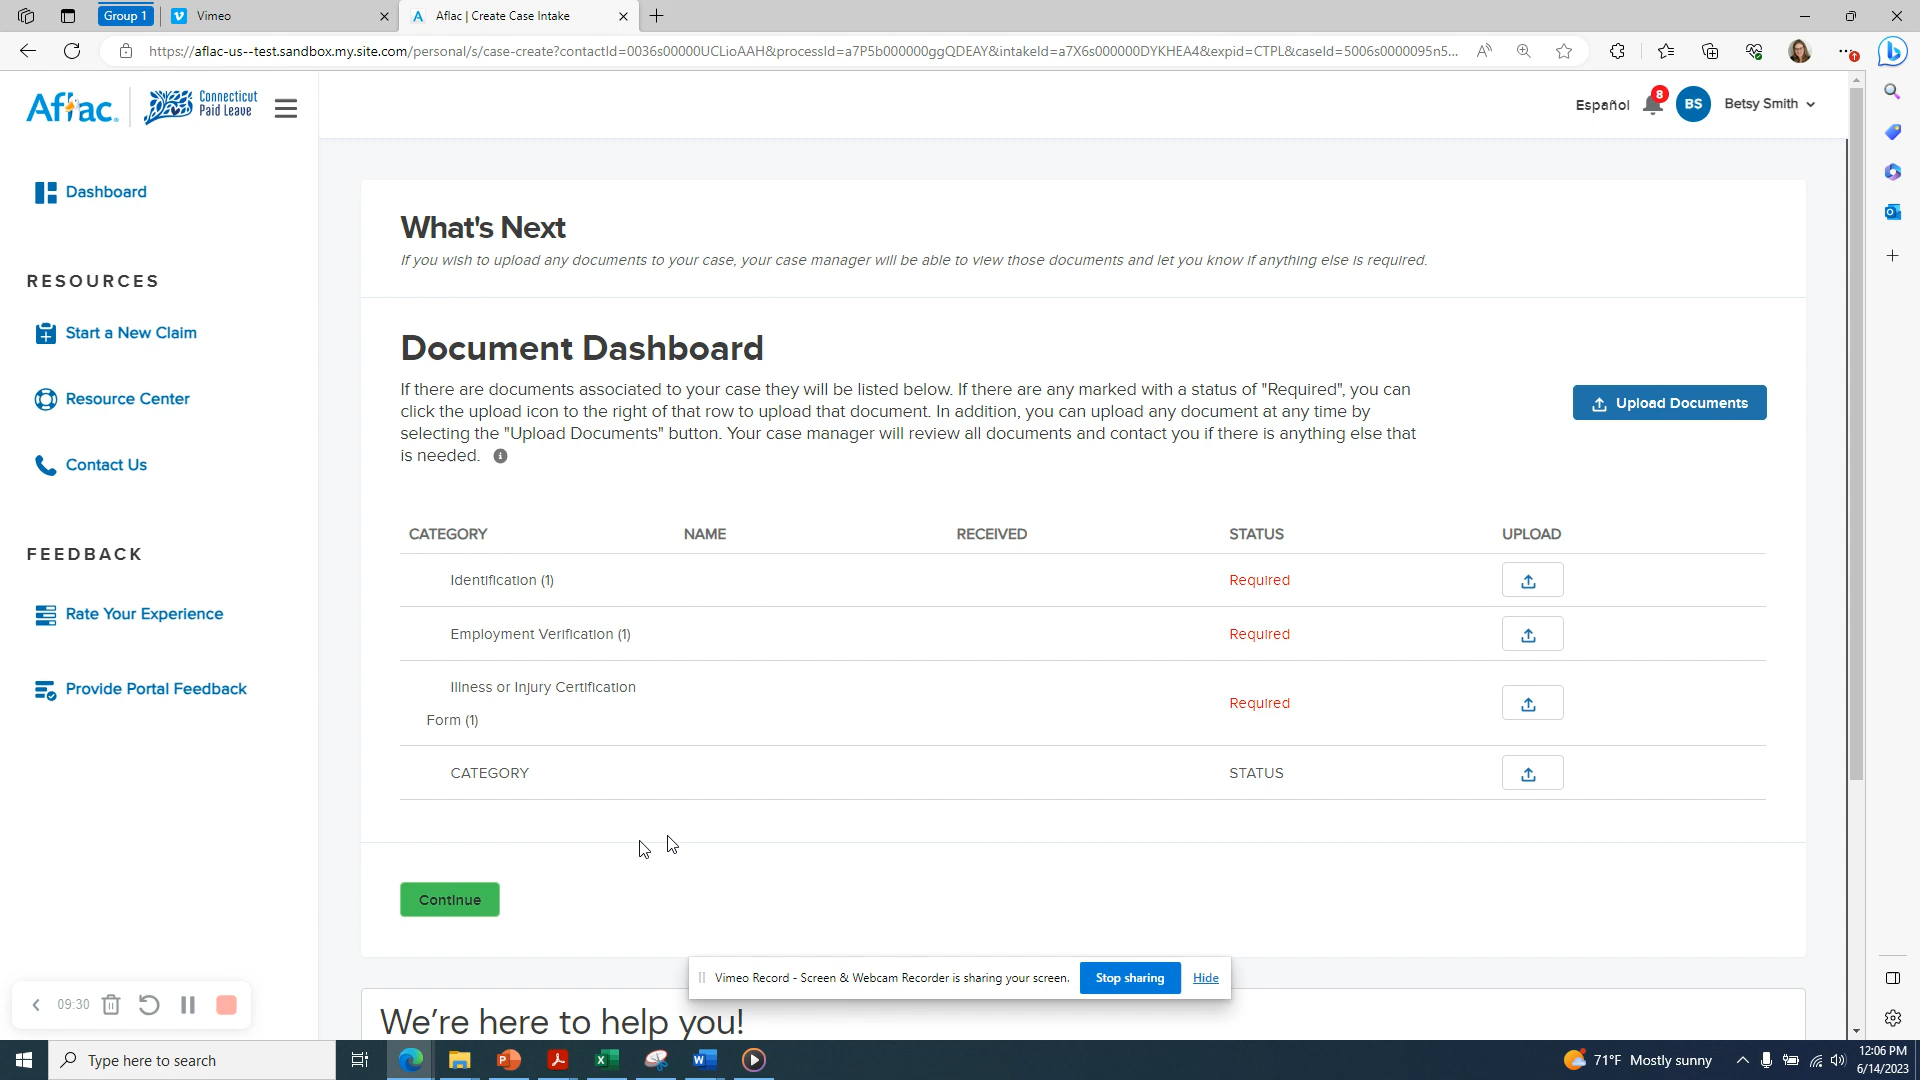 Group 1
Vimeo
Aflac | Create Case Intake
https://aflac-us--test.sandbox.my.site.com/personal/s/case-create?contactId=0036s00000UCLioAAH&processId=a7P5b000000ggQDEAY&intakeId=a7X6s000000DYKHEA4&expid=CTPL&caseId=5006s0000095n5...
Aflac
Connecticut
Paid Leave
Español
8
BS
Betsy Smith
Dashboard
RESOURCES
Start a New Claim
Resource Center
Contact Us
FEEDBACK
Rate Your Experience
Provide Portal Feedback
What's Next
If you wish to upload any documents to your case, your case manager will be able to view those documents and let you know if anything else is required.
Document Dashboard
If there are documents associated to your case they will be listed below. If there are any marked with a status of "Required", you can
click the upload icon to the right of that row to upload that document. In addition, you can upload any document at any time by
selecting the "Upload Documents" button. Your case manager will review all documents and contact you if there is anything else that
is needed.
Upload Documents
CATEGORY NAME RECEIVED STATUS UPLOAD
Identification (1) Required
Employment Verification (1) Required
Illness or Injury Certification
Form (1) Required
CATEGORY STATUS
Continue
Vimeo Record - Screen & Webcam Recorder is sharing your screen. Stop sharing Hide
09:30
We're here to help you!
Type here to search
71°F Mostly sunny
12:06 PM
6/14/2023